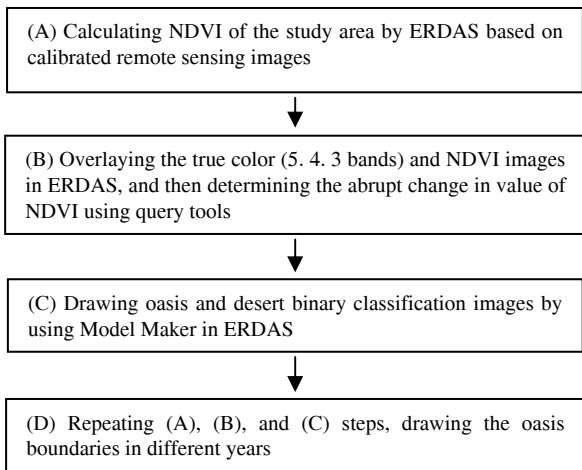 (A) Calculating NDVI of the study area by ERDAS based on
calibrated remote sensing images
(B) Overlaying the true color (5. 4. 3 bands) and NDVI images
in ERDAS, and then determining the abrupt change in value of
NDVI using query tools
(C) Drawing oasis and desert binary classification images by
using Model Maker in ERDAS
(D) Repeating (A), (B), and (C) steps, drawing the oasis
boundaries in different years